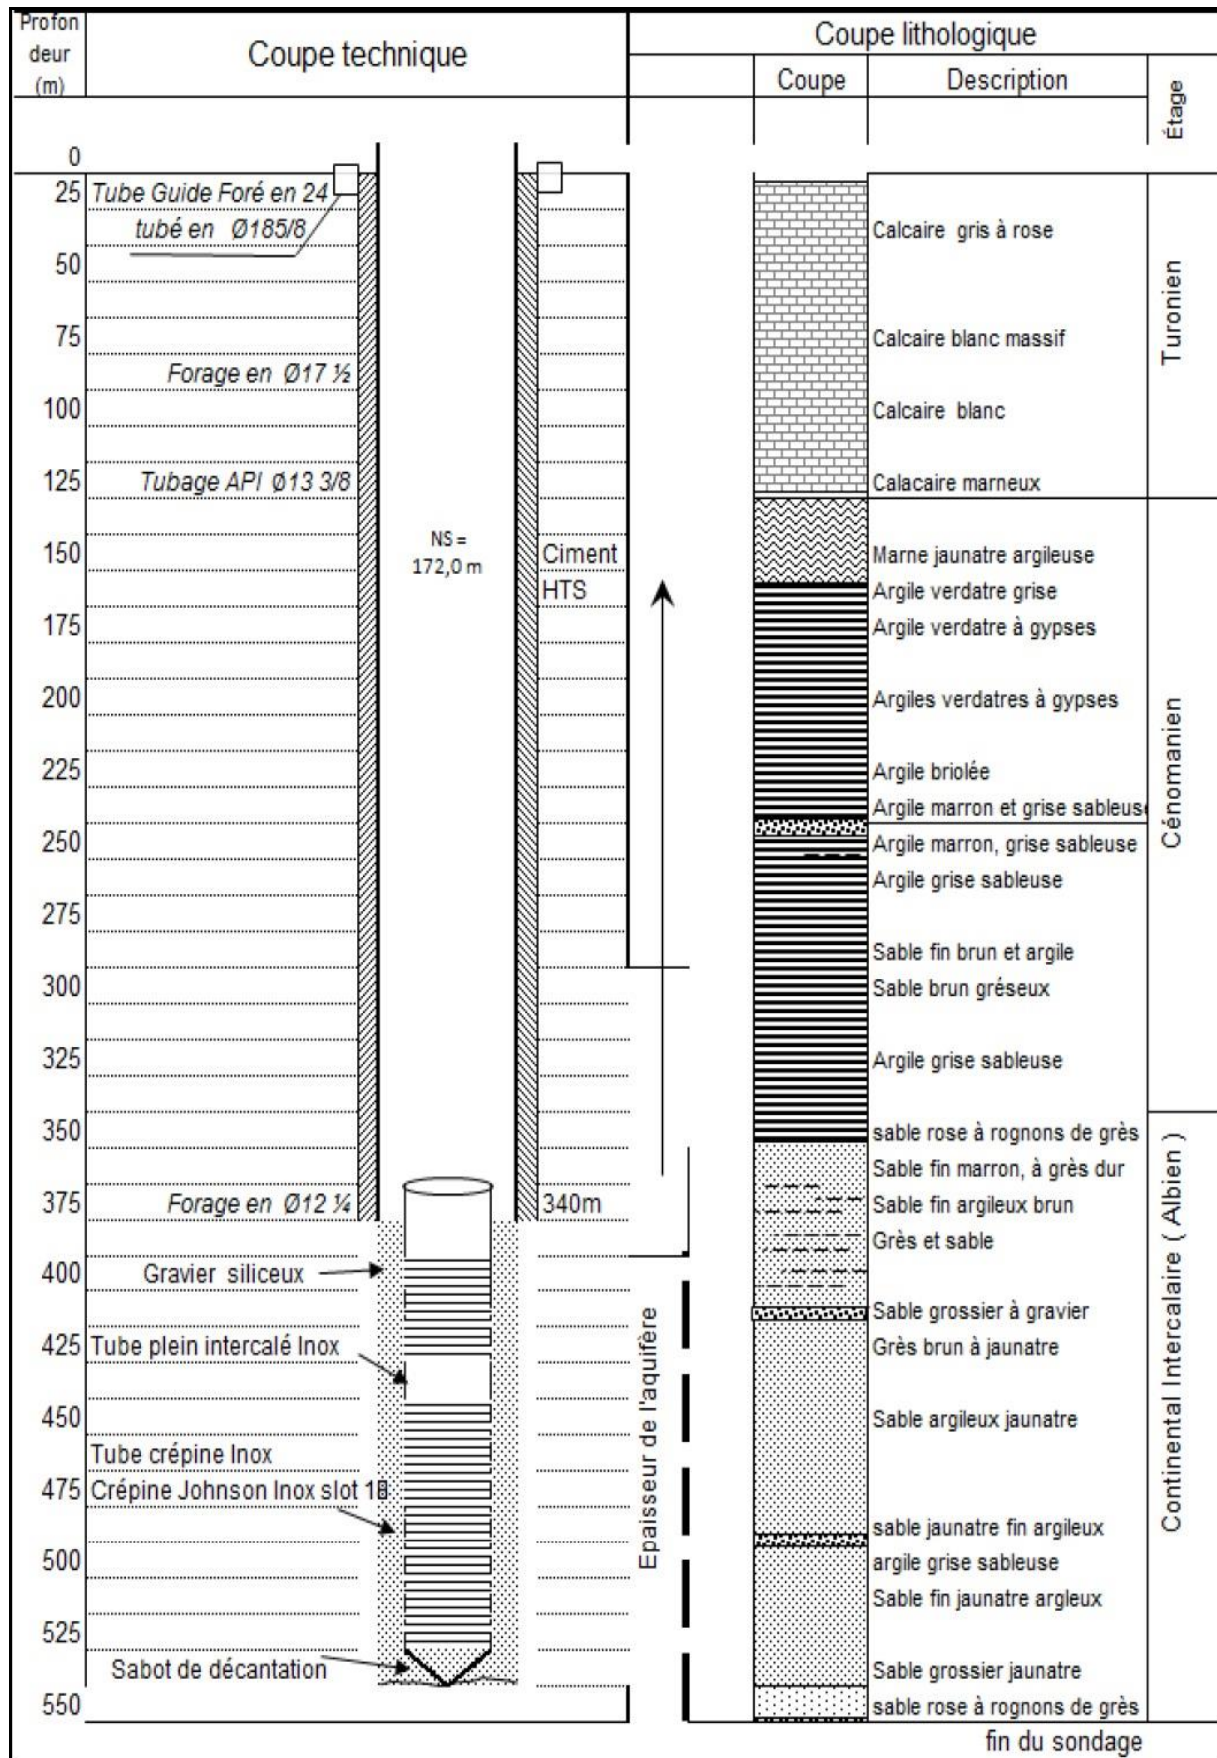 Profon
deur
(m)
Coupe technique
Coupe lithologique
Coupe
Description
Étage
0
25
50
75
100
125
150
175
200
225
250
275
300
325
350
375
400
425
450
475
500
525
550
Tube Guide Foré en 24
tubé en Ø185/8
Forage en Ø17 ½
Tubage API Ø13 3/8
NS =
172,0 m
Ciment
HTS
Forage en Ø12 ¼
340m
Gravier siliceux
Tube plein intercalé Inox
Tube crépine Inox
Crépine Johnson Inox slot
Sabot de décantation
Epaisseur de l'aquifère
Calcaire gris à rose
Calcaire blanc massif
Calcaire blanc
Calacaire marneux
Marne jaunatre argileuse
Argile verdatre grise
Argile verdatre à gypses
Argiles verdatres à gypses
Argile briolée
Argile marron et grise sableuse
Argile marron, grise sableuse
Argile grise sableuse
Sable fin brun et argile
Sable brun gréseux
Argile grise sableuse
sable rose à rognons de grès
Sable fin marron, à grès dur
Sable fin argileux brun
Grès et sable
Sable grossier à gravier
Grès brun à jaunatre
Sable argileux jaunatre
sable jaunatre fin argileux
argile grise sableuse
Sable fin jaunatre argleux
Sable grossier jaunatre
sable rose à rognons de grès
Turonien
Cénomanien
Continental Intercalaire ( Albien )
fin du sondage